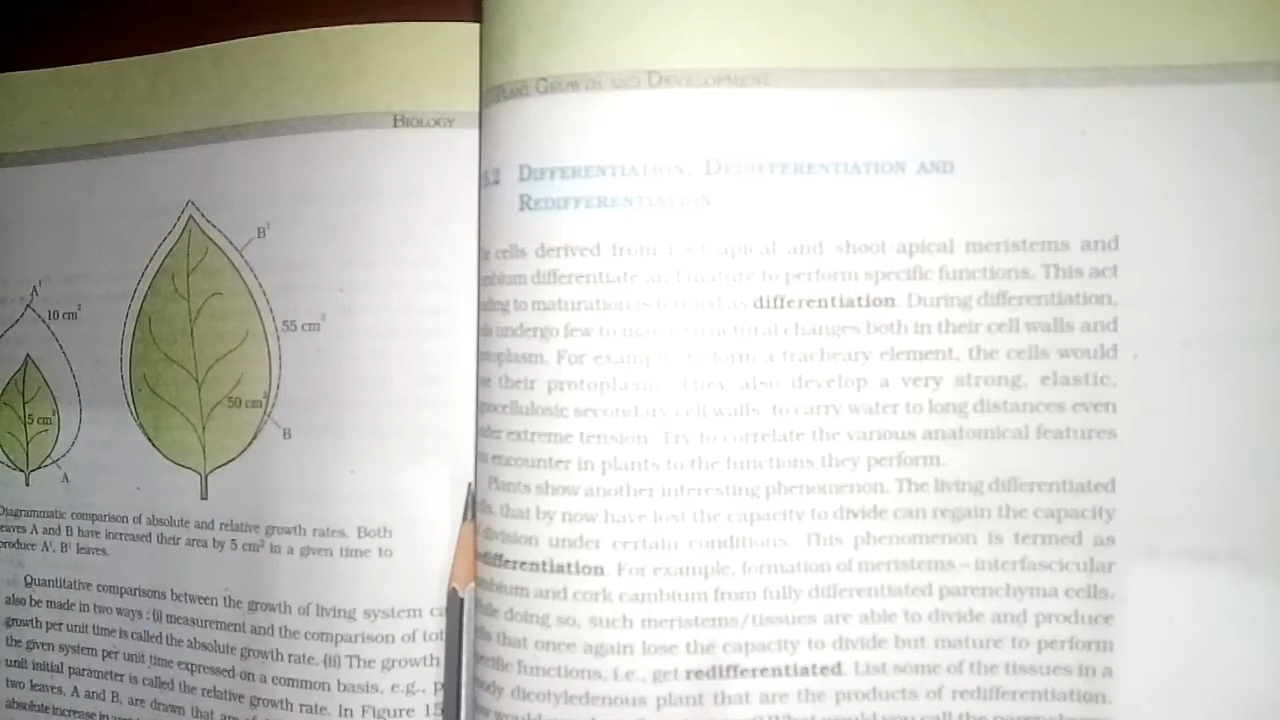 BIOLOGY
A'
10 cm²
5 cm²
A
B'
55 cm²
50 cm²
B
Diagrammatic comparison of absolute and relative growth rates. Both
leaves A and B have increased their area by 5 cm² in a given time to
produce A', B' leaves.
Quantitative comparisons between the growth of living system
also be made in two ways : (i) measurement and the comparison of
growth per unit time is called the absolute growth rate. (ii) The growth
the given system per unit time expressed on a common basis, e.g.,
unit initial parameter is called the relative growth rate. In Figure 15
two leaves, A and B, are drawn that
absolute increase in
PLANT GROWTH AND DEVELOPMENT
DIFFERENTIATION, DEDIFFERENTIATION AND
REDIFFERENTIATION
cells derived from root apical and shoot-apical meristems and
differentiate and mature to perform specific functions. This act
to maturation is termed as differentiation. During differentiation,
undergo few to major structural changes both in their cell walls and
For example, to form a tracheary element, the cells would
their protoplasm. They also develop a very strong, elastic,
secondary cell walls, to carry water to long distances even
extreme tension. Try to correlate the various anatomical features
encounter in plants to the functions they perform.
Plants show another interesting phenomenon. The living differentiated
that by now have lost the capacity to divide can regain the capacity
division under certain conditions. This phenomenon is termed as
For example, formation of meristems – interfascicular
and cork cambium from fully differentiated parenchyma cells.
doing so, such meristems/tissues are able to divide and produce
that once again lose the capacity to divide but mature to perform
functions, i.e., get redifferentiated. List some of the tissues in a
dicotyledenous plant that are the products of redifferentiation.